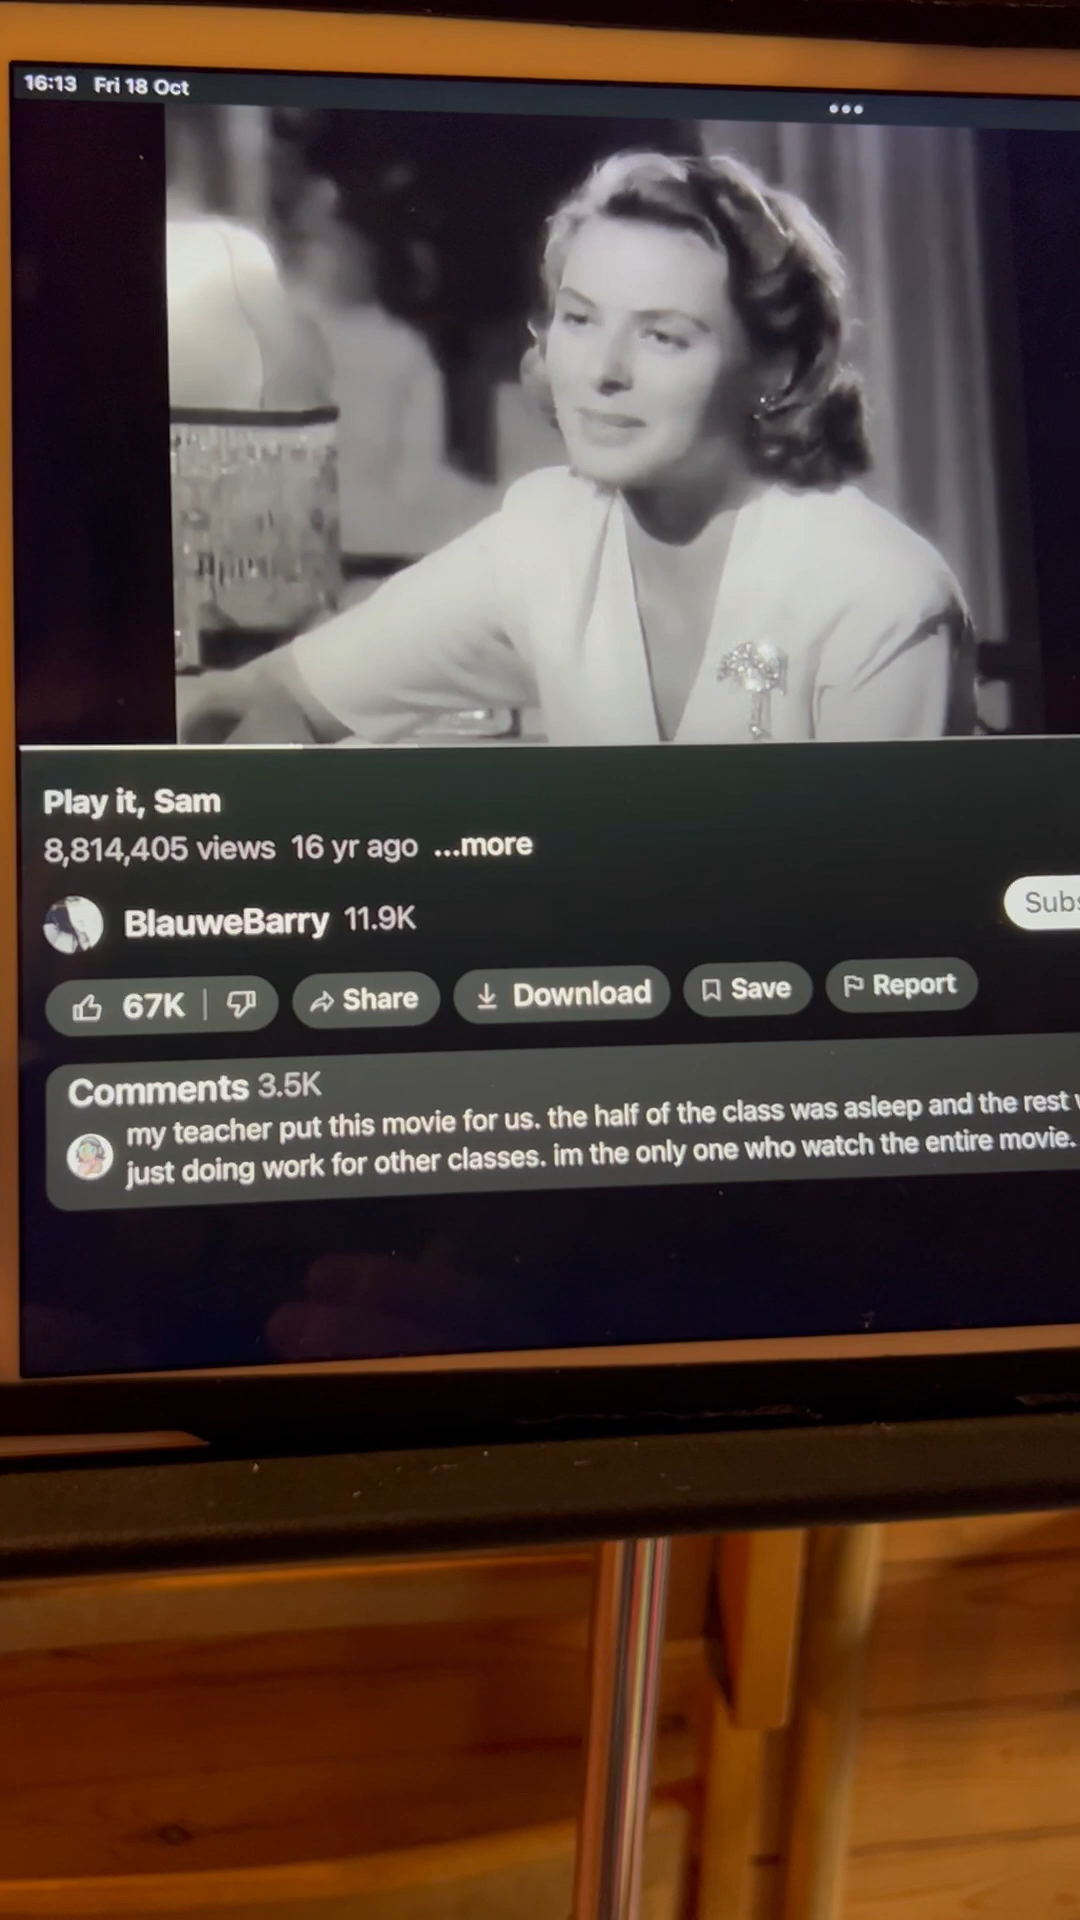 16:13 Fri 18 Oct
Play it, Sam
8,814,405 views 16 yr ago ...more
BlauweBarry 11.9K
Subs
67K Share Download Save Report
Comments 3.5K
my teacher put this movie for us. the half of the class was asleep and the rest
just doing work for other classes. im the only one who watch the entire movie.